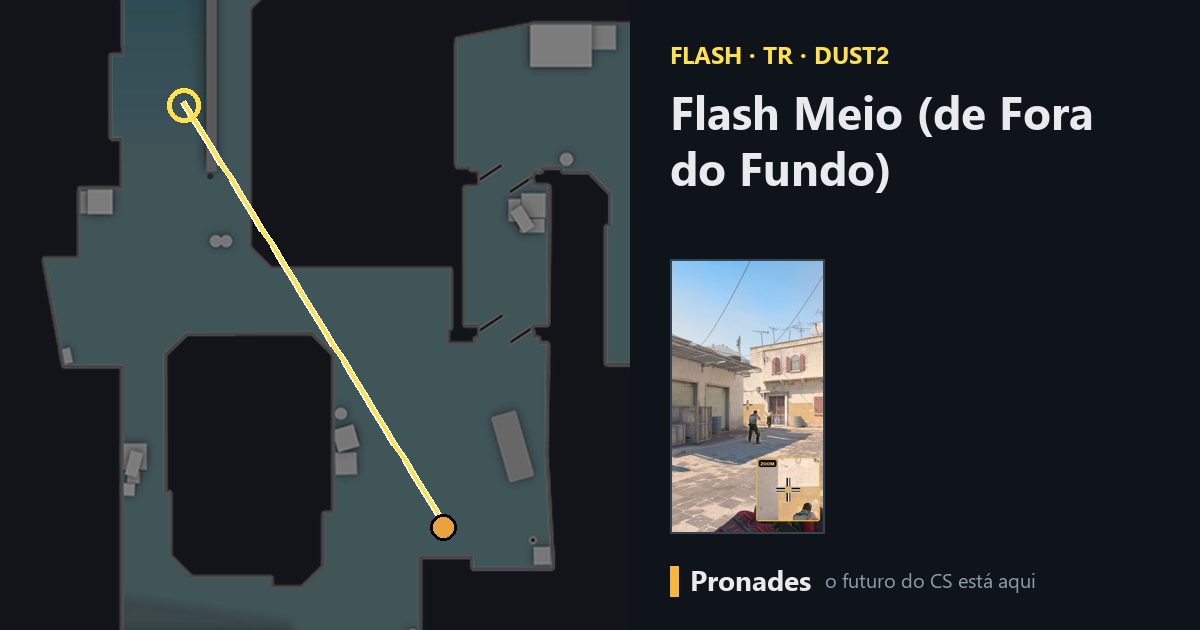 FLASH · TR · DUST2
Flash Meio (de Fora
do Fundo)
ZOOM
Pronades o futuro do CS está aqui